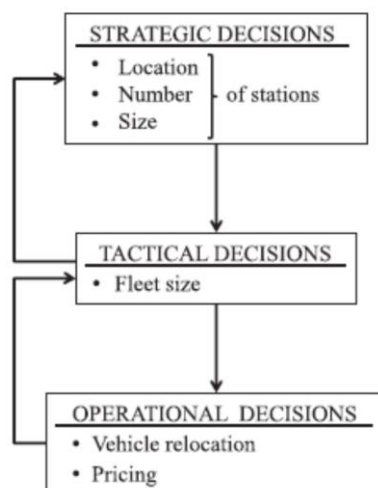 STRATEGIC DECISIONS
• Location
• Number
of stations
• Size
TACTICAL DECISIONS
• Fleet size
OPERATIONAL DECISIONS
• Vehicle relocation
• Pricing